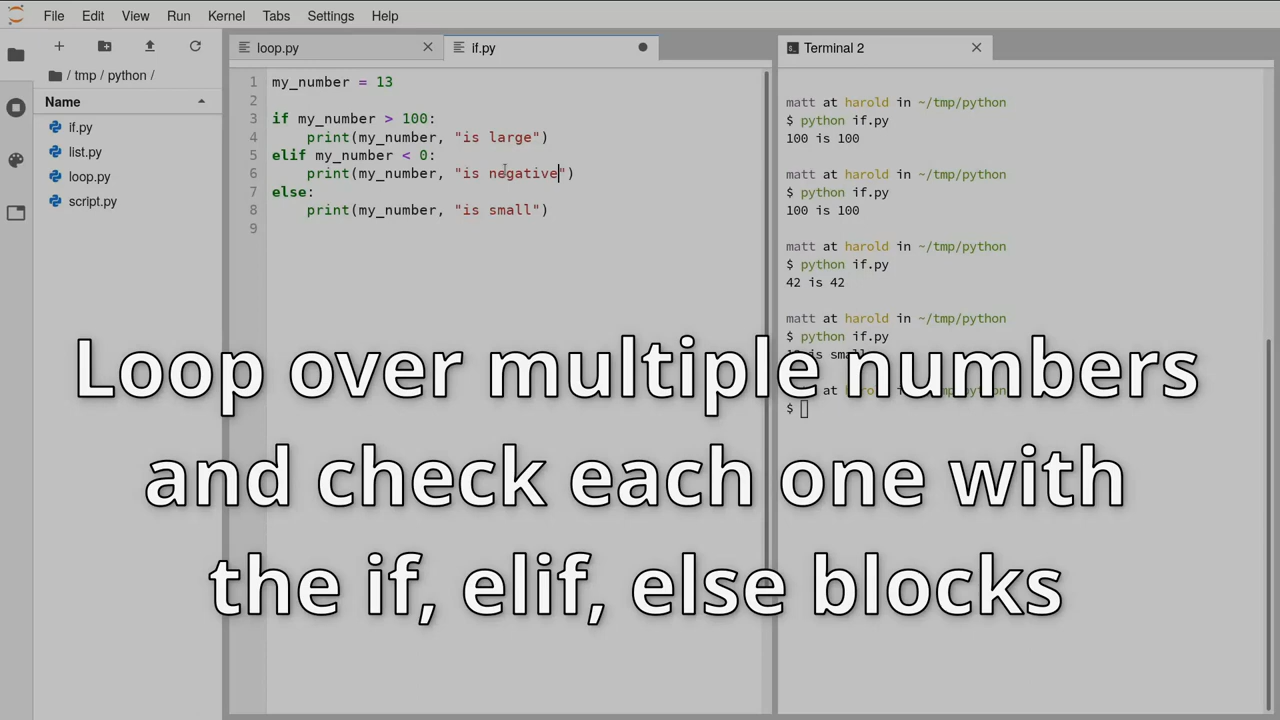 File Edit View Run Kernel Tabs Settings Help
/ tmp / python /
Name
if.py
list.py
loop.py
script.py
loop.py
if.py
1 my_number = 13
2
3 if my_number > 100:
4 print(my_number, "is large")
5 elif my_number < 0:
6 print(my_number, "is negative")
7 else:
8 print(my_number, "is small")
9
Terminal 2
matt at harold in ~/tmp/python
$ python if.py
100 is 100
matt at harold in ~/tmp/python
$ python if.py
100 is 100
matt at harold in ~/tmp/python
$ python if.py
42 is 42
matt at harold in ~/tmp/python
$ python if.py
is small
at
$
Loop over multiple numbers
and check each one with
the if, elif, else blocks